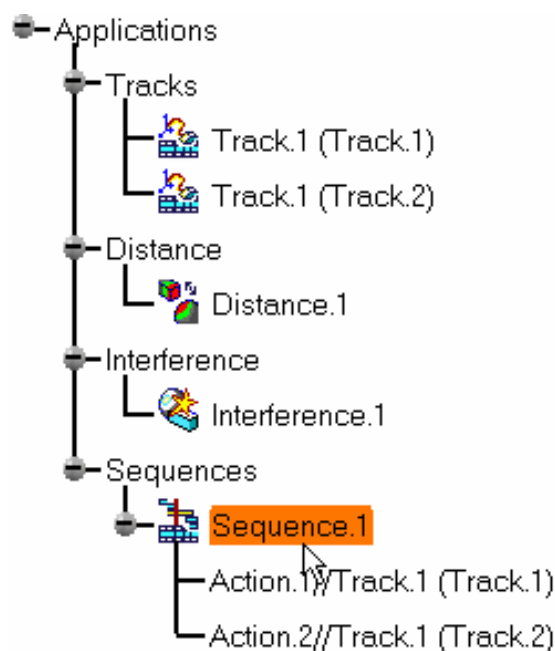 Applications
Tracks
Track.1 (Track.1)
Track.1 (Track.2)
Distance
Distance.1
Interference
Interference.1
Sequences
Sequence.1
Action.1//Track.1 (Track.1)
Action.2//Track.1 (Track.2)